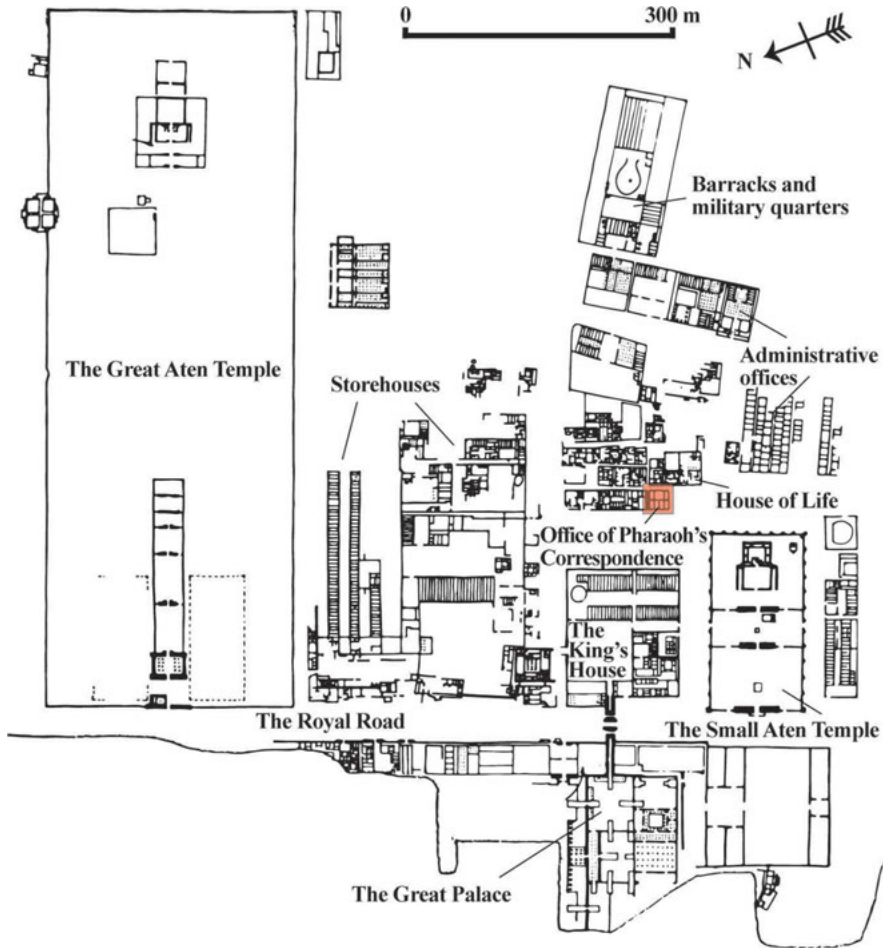 0 300 m
N
Barracks and
military quarters
The Great Aten Temple
Storehouses
Administrative
offices
House of Life
Office of Pharaoh's
Correspondence
The
King's
House
The Royal Road
The Small Aten Temple
The Great Palace